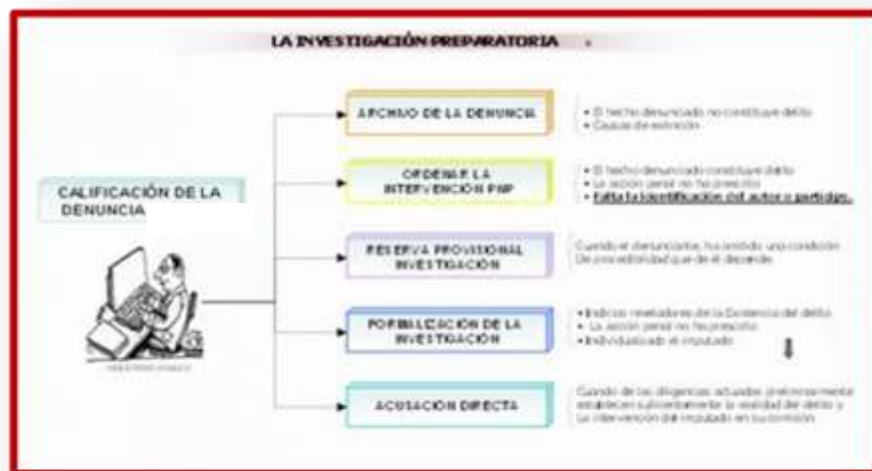 LA INVESTIGACIÓN PREPARATORIA
ARCHIVO DE LA DENUNCIA
• El hecho denunciado no constituye delito
• Causas de extinción
ORDENAR LA
INTERVENCIÓN PNP
• El hecho denunciado constituye delito
• La acción penal no ha prescrito
• Falta la identificación del autor o partícipe.
CALIFICACIÓN DE LA
DENUNCIA
RESERVA PROVISIONAL
INVESTIGACIÓN
Cuando el denunciante, ha omitido una condición
De procedibilidad que de él depende
FORMALIZACIÓN DE LA
INVESTIGACIÓN
• Indicios reveladores de la Existencia del delito
• La acción penal no ha prescrito
• Individualizado el imputado
MINISTERIO PUBLICO
ACUSACIÓN DIRECTA
Cuando de las diligencias actuadas preliminarmente
establecen suficientemente la realidad del delito y
La intervención del imputado en su comisión